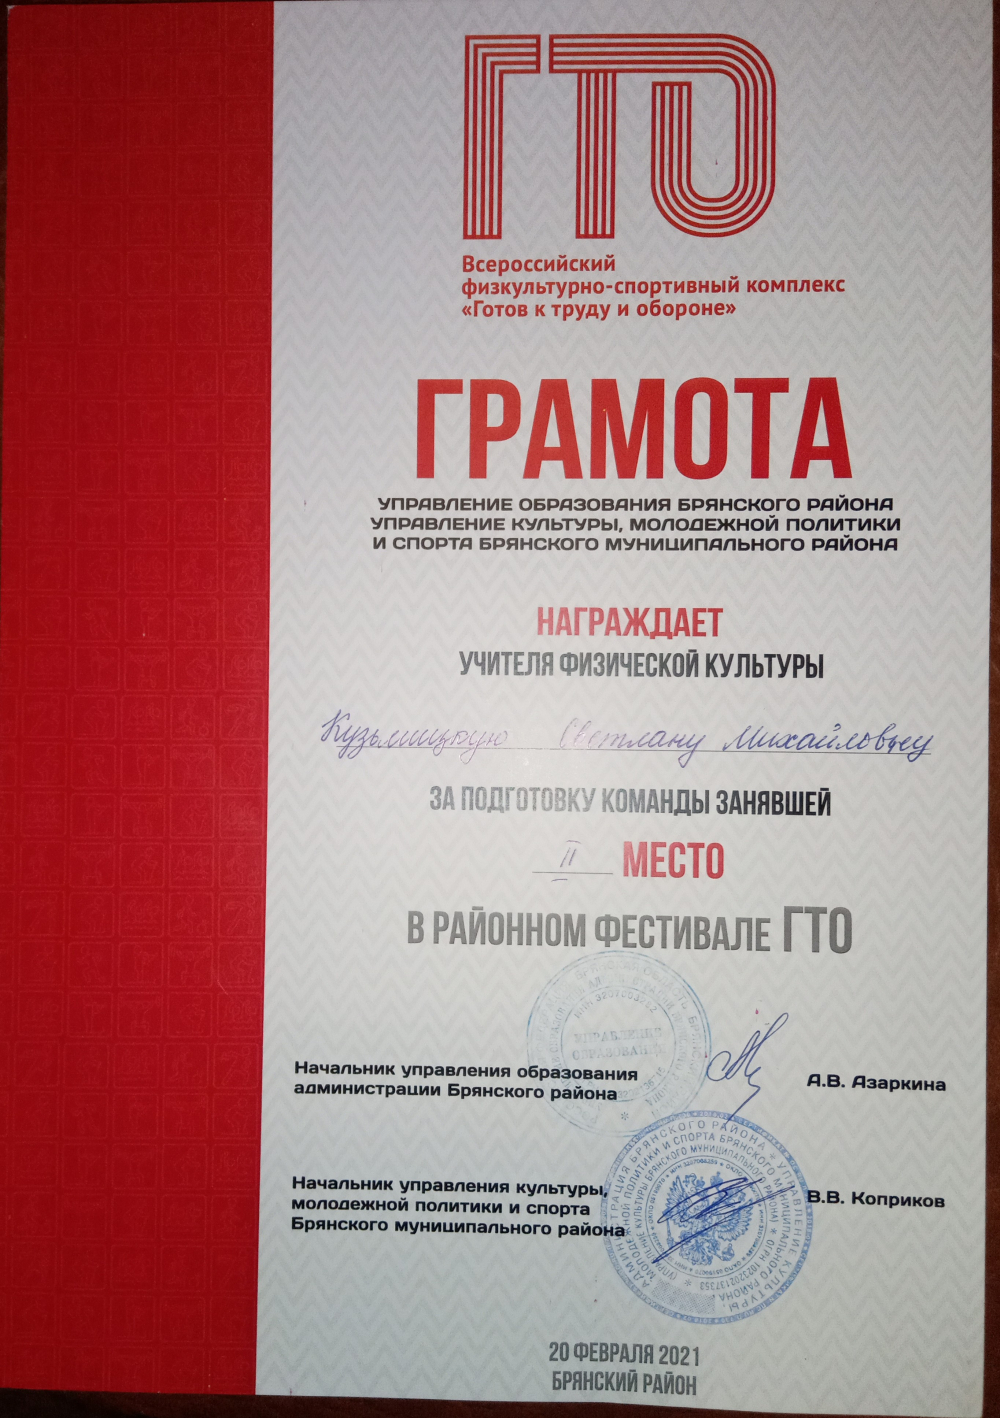 ГТО
Всероссийский
физкультурно-спортивный комплекс
«Готов к труду и обороне»
ГРАМОТА
УПРАВЛЕНИЕ ОБРАЗОВАНИЯ БРЯНСКОГО РАЙОНА
УПРАВЛЕНИЕ КУЛЬТУРЫ, МОЛОДЕЖНОЙ ПОЛИТИКИ
И СПОРТА БРЯНСКОГО МУНИЦИПАЛЬНОГО РАЙОНА
НАГРАЖДАЕТ
УЧИТЕЛЯ ФИЗИЧЕСКОЙ КУЛЬТУРЫ
Кузьмицкую Светлану Михайловну
ЗА ПОДГОТОВКУ КОМАНДЫ ЗАНЯВШЕЙ
II МЕСТО
В РАЙОННОМ ФЕСТИВАЛЕ ГТО
УПРАВЛЕНИЕ
ОБРАЗОВАНИЯ
Начальник управления образования
администрации Брянского района
А.В. Азаркина
Начальник управления культуры,
молодежной политики и спорта
Брянского муниципального района
В.В. Коприков
20 ФЕВРАЛЯ 2021
БРЯНСКИЙ РАЙОН